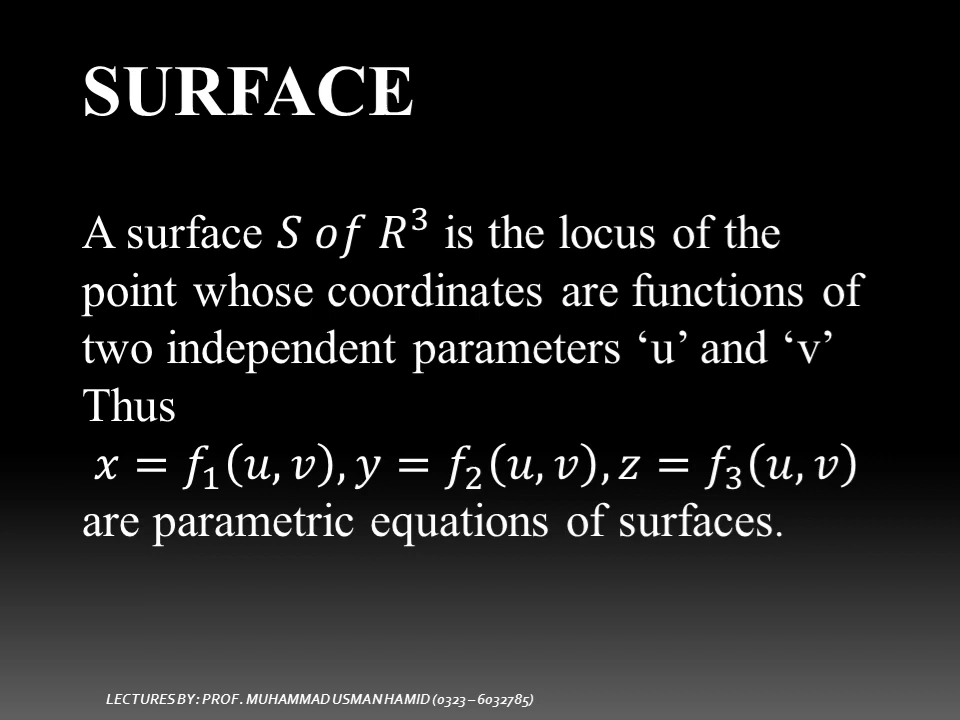 SURFACE
A surface 𝑆 𝑜𝑓 𝑅³ is the locus of the
point whose coordinates are functions of
two independent parameters ‘u’ and ‘v’
Thus
𝑥 = 𝑓₁(𝑢, 𝑣), 𝑦 = 𝑓₂(𝑢, 𝑣), 𝑧 = 𝑓₃(𝑢, 𝑣)
are parametric equations of surfaces.
LECTURES BY: PROF. MUHAMMAD USMAN HAMID (0323 – 6032785)